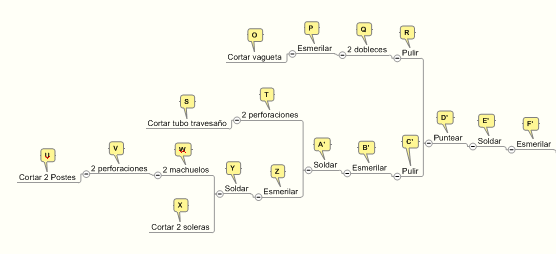 O
P
Q
R
Cortar vagueta
Esmerilar
2 dobleces
Pulir
S
T
Cortar tubo travesaño
2 perforaciones
D'
E'
F'
Puntear
Soldar
Esmerilar
U
V
W
Y
Z
A'
B'
C'
Cortar 2 Postes
2 perforaciones
2 machuelos
Soldar
Esmerilar
Soldar
Esmerilar
Pulir
X
Cortar 2 soleras